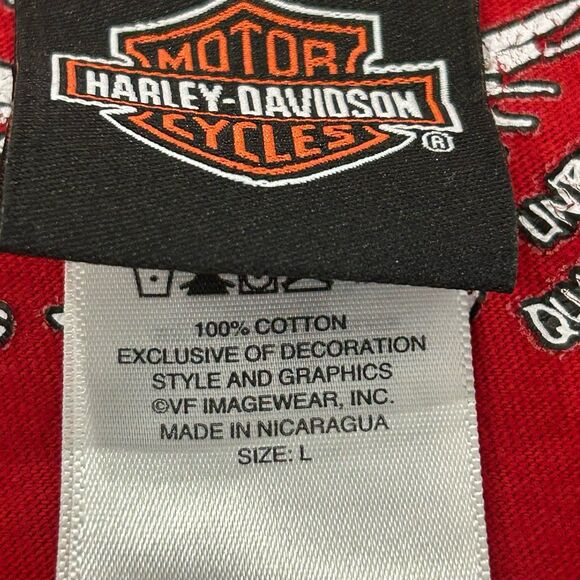 MOTOR
HARLEY-DAVIDSON
CYCLES
®
100% COTTON
EXCLUSIVE OF DECORATION
STYLE AND GRAPHICS
©VF IMAGEWEAR, INC.
MADE IN NICARAGUA
SIZE: L